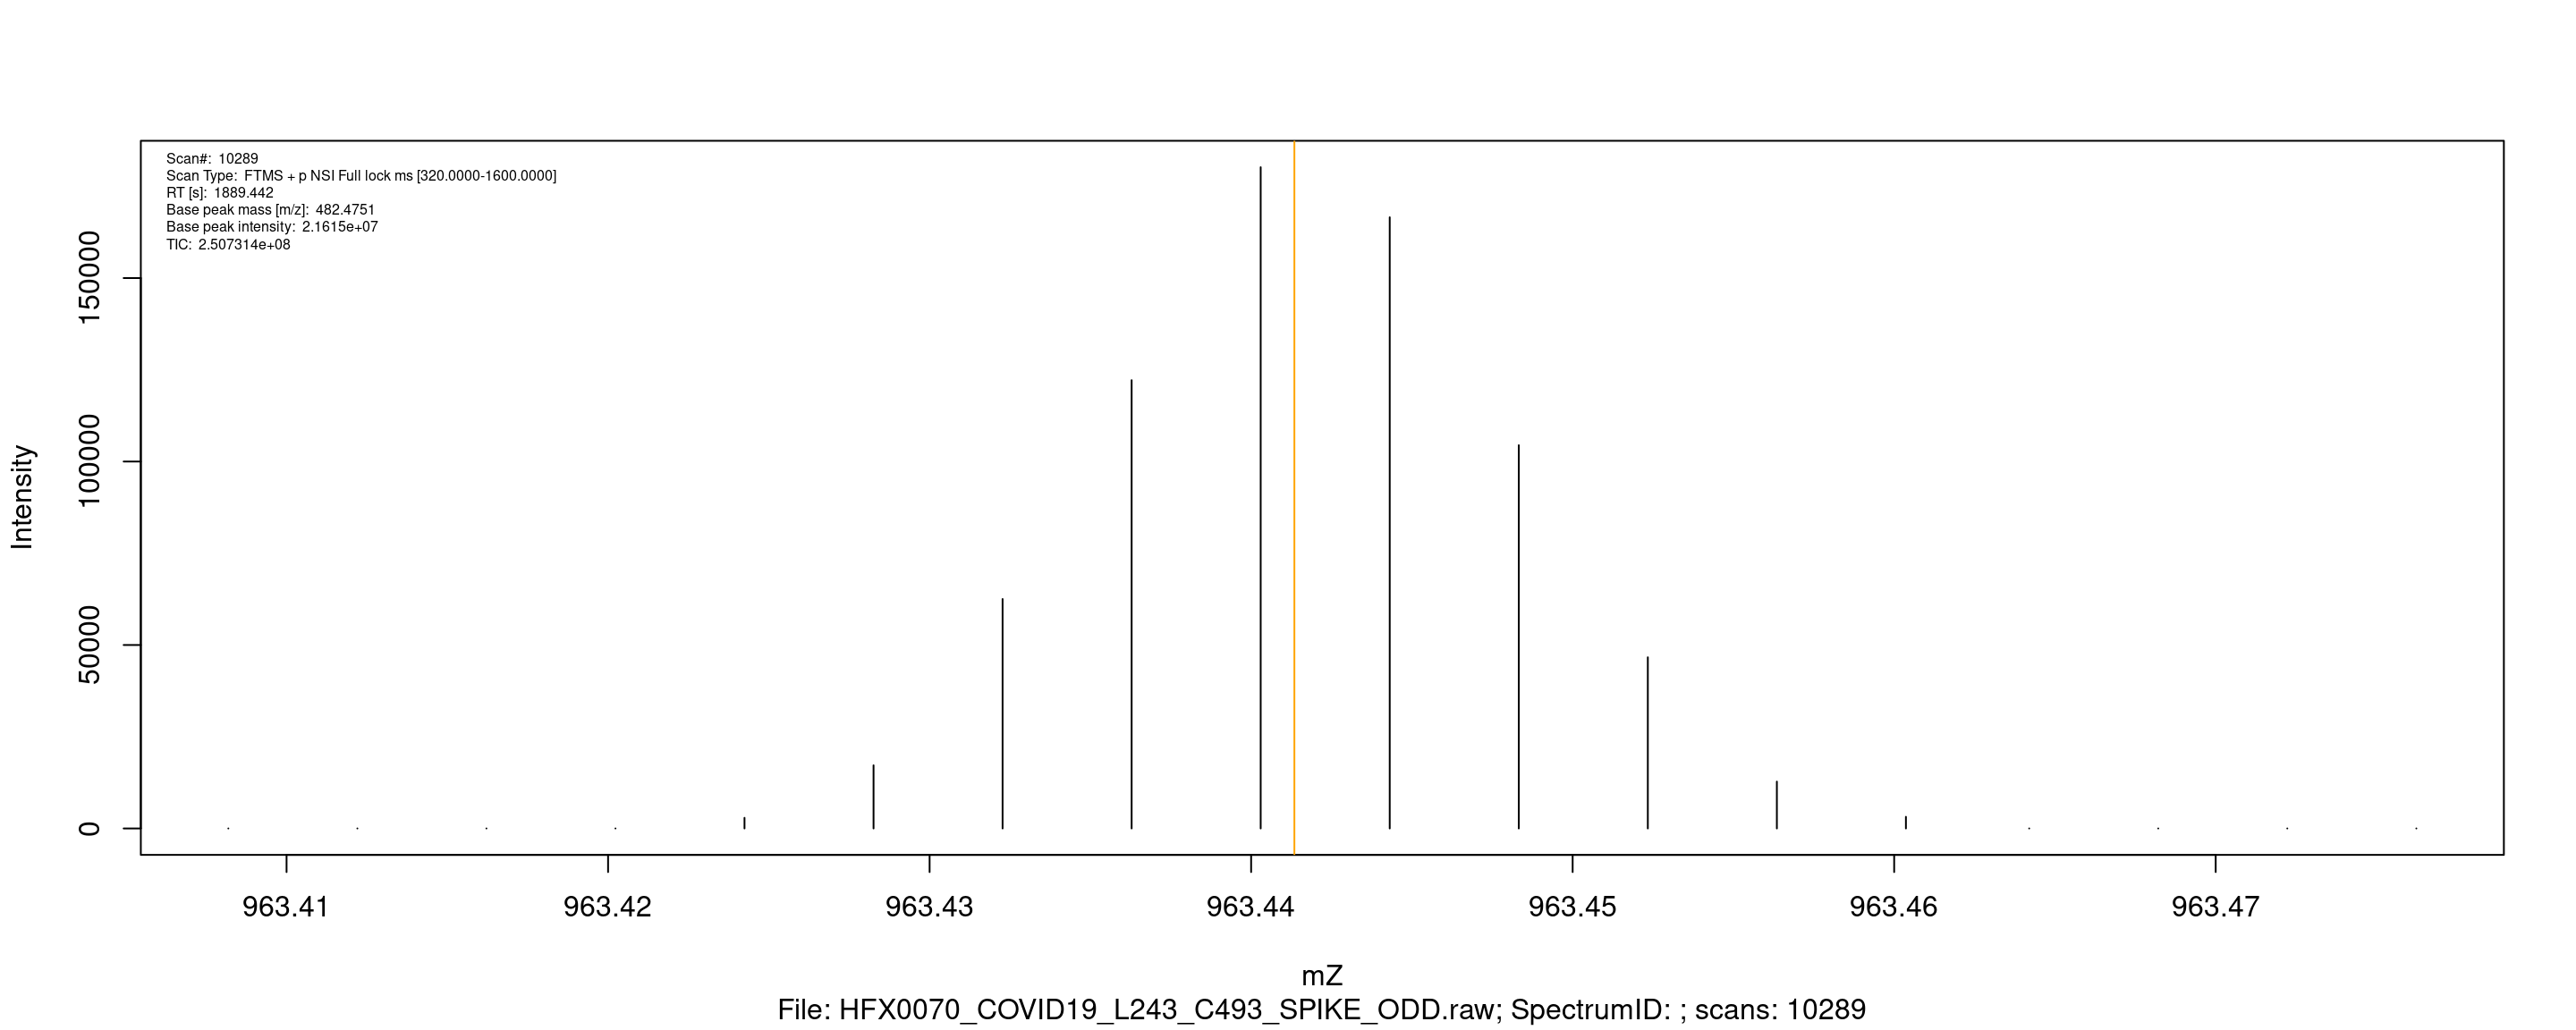 Scan#: 10289
Scan Type: FTMS + p NSI Full lock ms [320.0000-1600.0000]
RT [s]: 1889.442
Base peak mass [m/z]: 482.4751
Base peak intensity: 2.1615e+07
TIC: 2.507314e+08
150000
100000
50000
0
Intensity
963.41 963.42 963.43 963.44 963.45 963.46 963.47
mZ
File: HFX0070_COVID19_L243_C493_SPIKE_ODD.raw; SpectrumID: ; scans: 10289